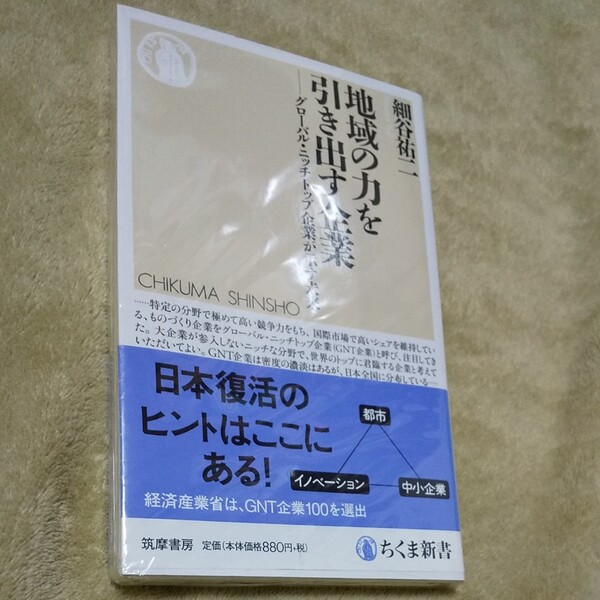 細谷祐二
地域の力を
引き出す企業
──グローバル・ニッチトップ企業が
CHIKUMA SHINSHO
……特定の分野で極めて高い競争力をもち、国際市場で高いシェアを維持してい
る、ものづくり企業をグローバル・ニッチトップ企業(GNT企業)と呼び、注目してき
た。大企業が参入しないニッチな分野で、世界のトップに君臨する企業と考えて
いただいてよい。GNT企業は密度の濃淡はあるが、日本全国に分布している……
日本復活の
ヒントはここに
ある!
都市
イノベーション
中小企業
経済産業省は、GNT企業100を選出
筑摩書房 定価(本体価格880円+税)
ちくま新書